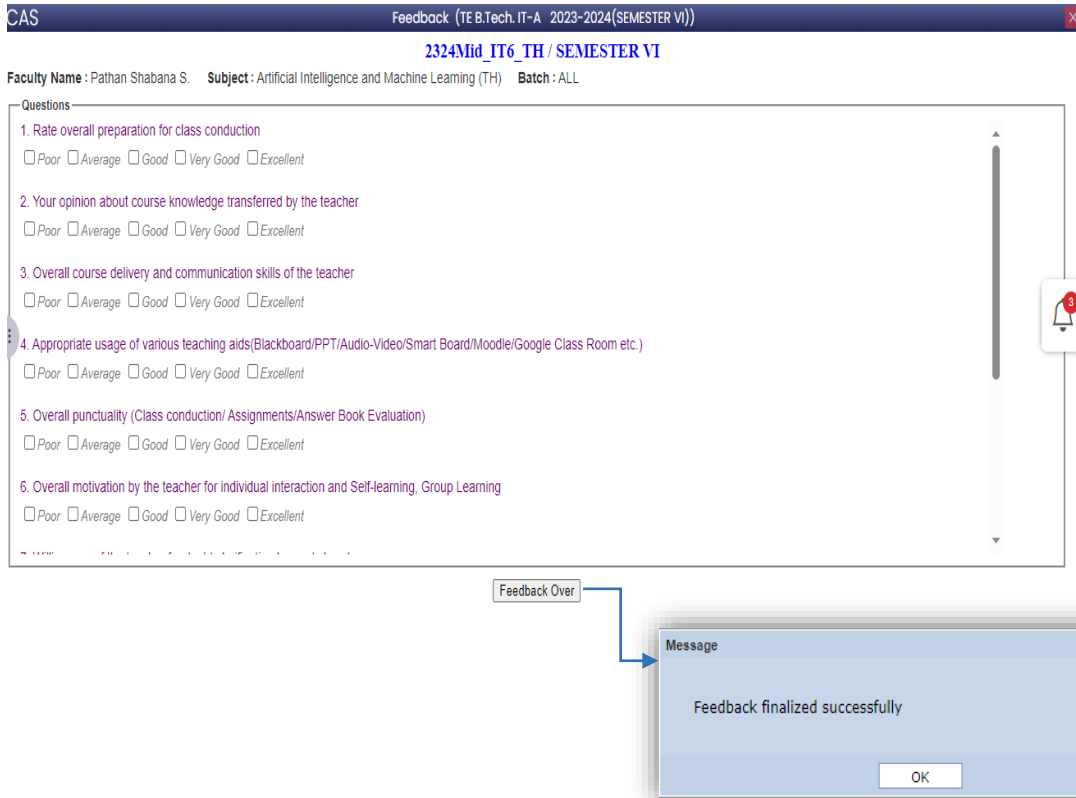 CAS
Feedback (TE B.Tech. IT-A 2023-2024(SEMESTER VI))
X
2324Mid_IT6_TH / SEMESTER VI
Faculty Name : Pathan Shabana S. Subject : Artificial Intelligence and Machine Learning (TH) Batch : ALL
Questions
1. Rate overall preparation for class conduction
Poor Average Good Very Good Excellent
2. Your opinion about course knowledge transferred by the teacher
Poor Average Good Very Good Excellent
3. Overall course delivery and communication skills of the teacher
Poor Average Good Very Good Excellent
3
4. Appropriate usage of various teaching aids(Blackboard/PPT/Audio-Video/Smart Board/Moodle/Google Class Room etc.)
Poor Average Good Very Good Excellent
5. Overall punctuality (Class conduction/ Assignments/Answer Book Evaluation)
Poor Average Good Very Good Excellent
6. Overall motivation by the teacher for individual interaction and Self-learning, Group Learning
Poor Average Good Very Good Excellent
Feedback Over
Message
Feedback finalized successfully
OK